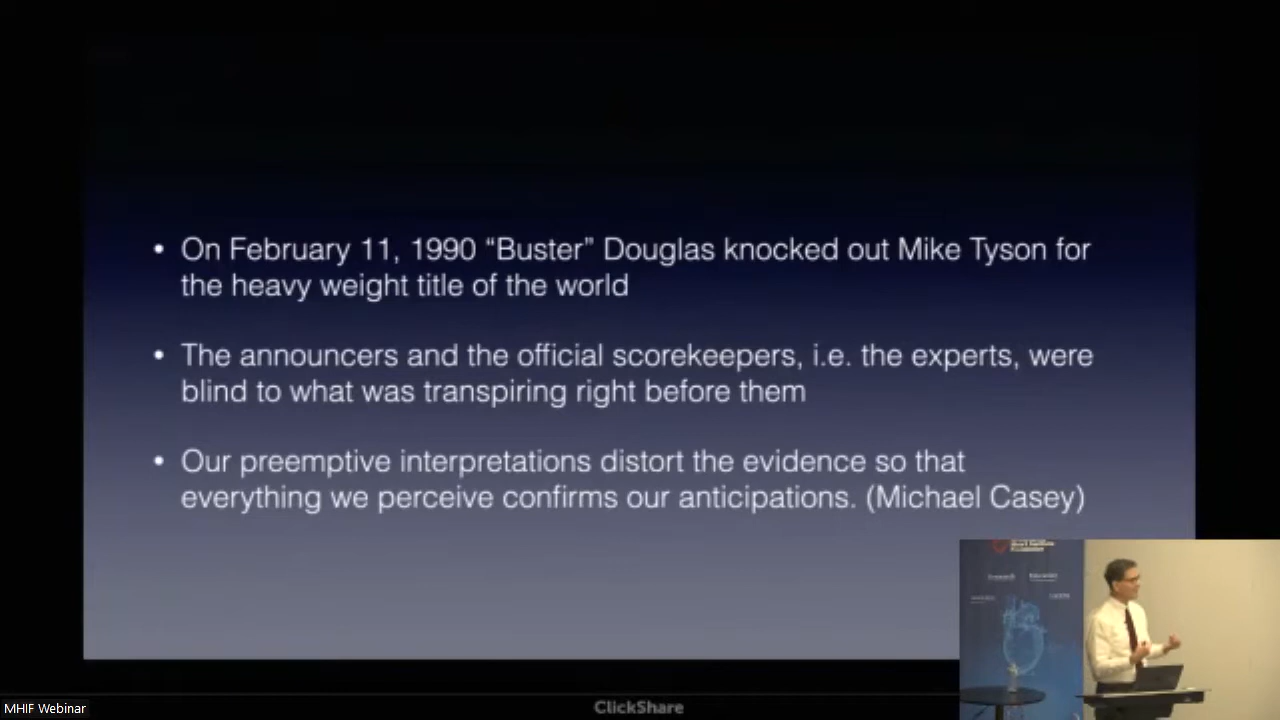 • On February 11, 1990 “Buster” Douglas knocked out Mike Tyson for
the heavy weight title of the world
• The announcers and the official scorekeepers, i.e. the experts, were
blind to what was transpiring right before them
• Our preemptive interpretations distort the evidence so that
everything we perceive confirms our anticipations. (Michael Casey)
MHIF Webinar
ClickShare